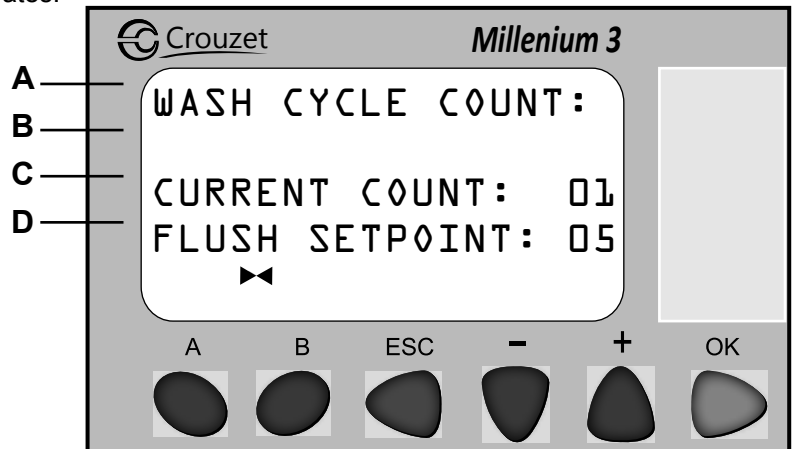 Crouzet Millenium 3
A
WASH CYCLE COUNT:
B
C
CURRENT COUNT: 01
D
FLUSH SETPOINT: 05
A B ESC - + OK